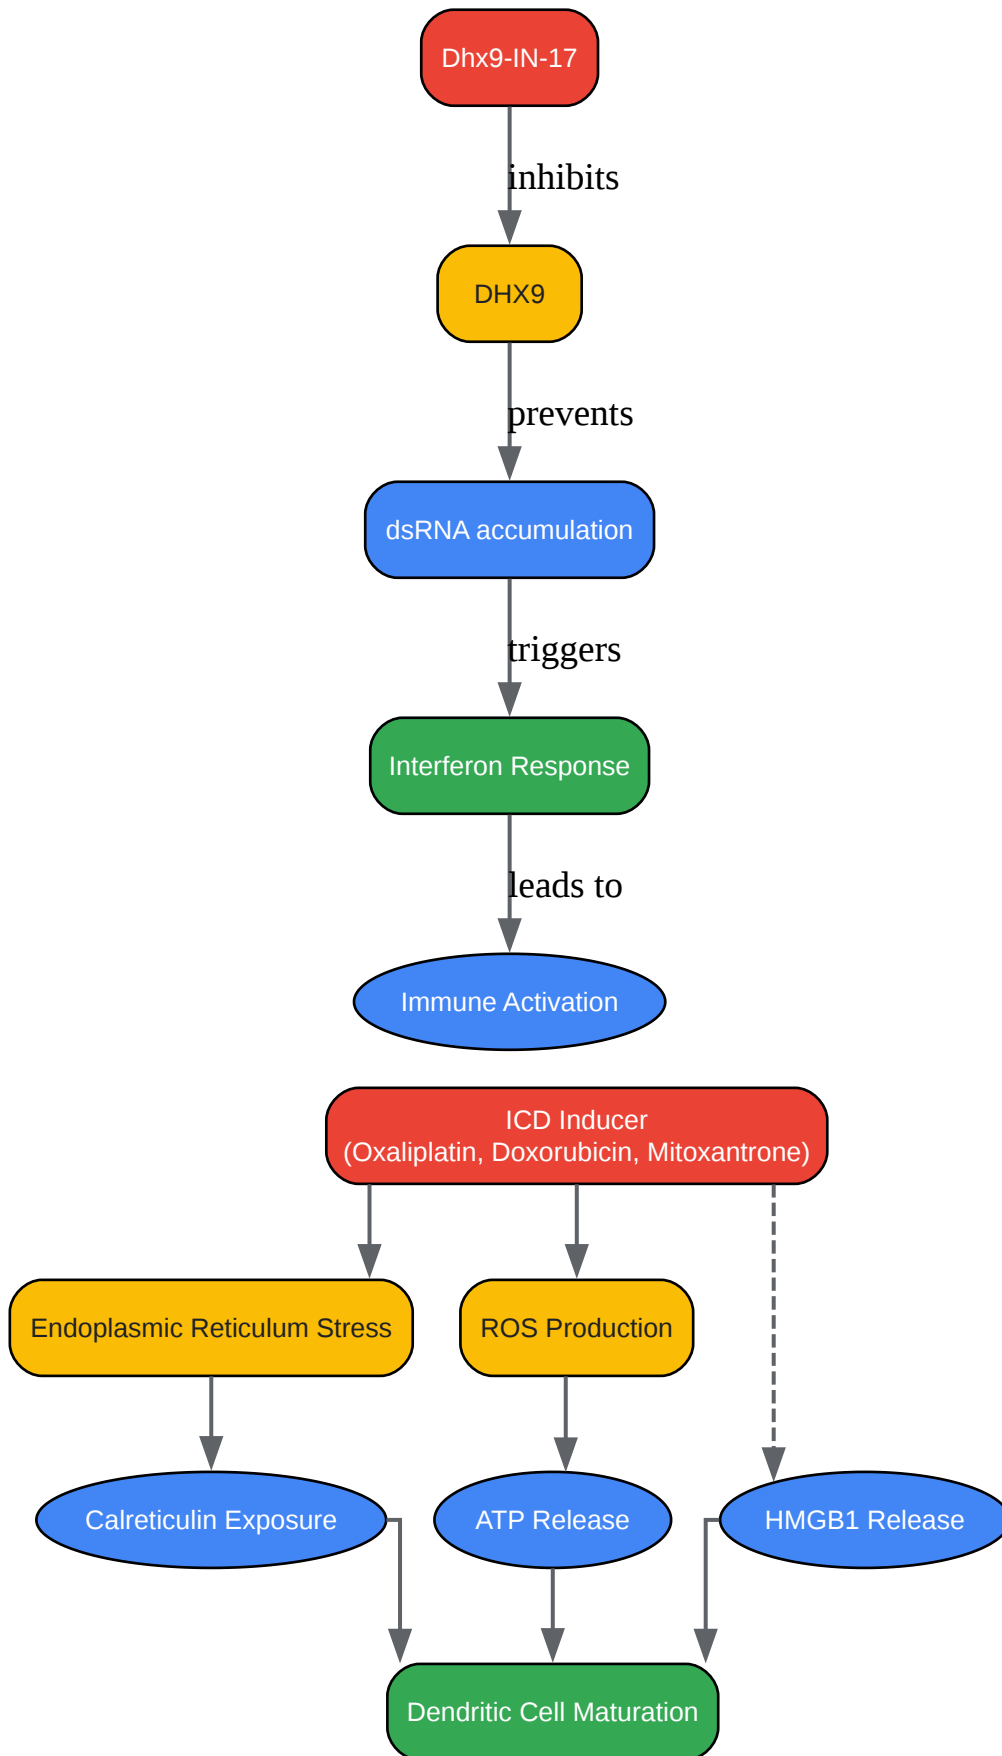 Dhx9-IN-17
inhibits
DHX9
prevents
dsRNA accumulation
triggers
Interferon Response
leads to
Immune Activation
ICD Inducer
(Oxaliplatin, Doxorubicin, Mitoxantrone)
Endoplasmic Reticulum Stress
ROS Production
Calreticulin Exposure
ATP Release
HMGB1 Release
Dendritic Cell Maturation